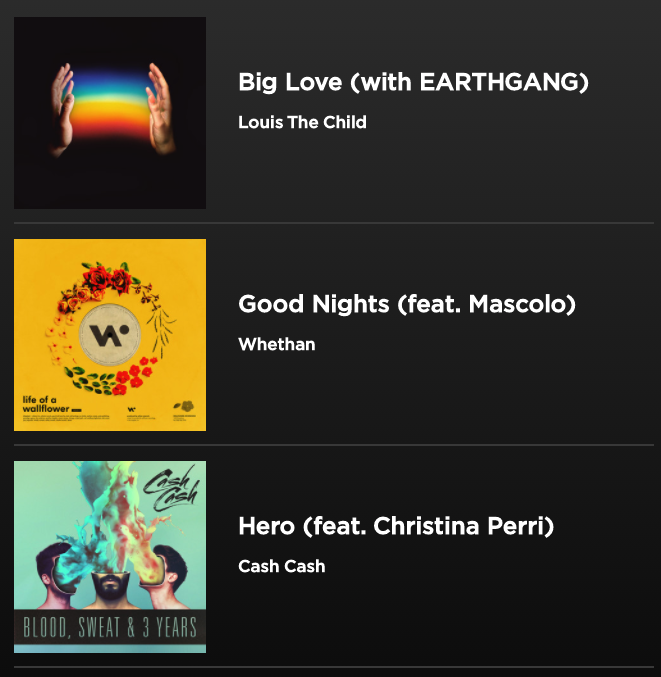 Big Love (with EARTHGANG)
Louis The Child
Good Nights (feat. Mascolo)
Whethan
life of a
wallflower
Hero (feat. Christina Perri)
Cash Cash
Cash
Cash
BLOOD, SWEAT & 3 YEARS